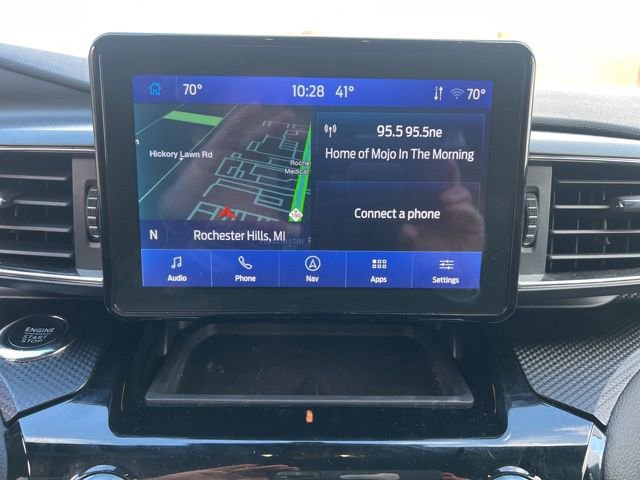 70°
10:28 41°
70°
Hickory Lawn Rd
Medical
N Rochester Hills, MI
95.5 95.5ne
Home of Mojo In The Morning
Connect a phone
Audio Phone Nav Apps Settings
ENGINE
START
STOP